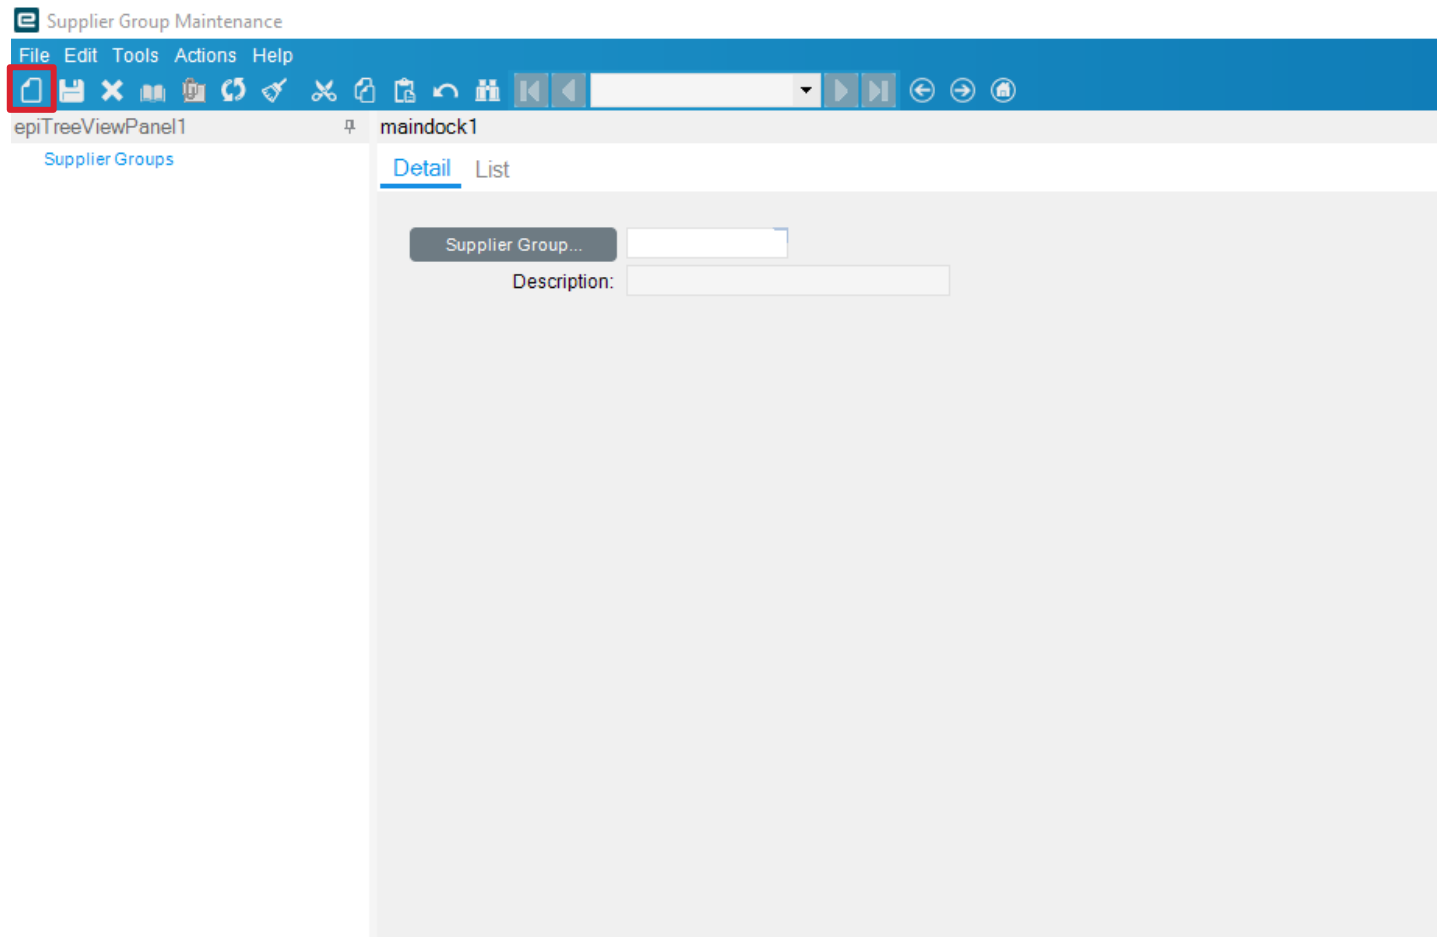 Supplier Group Maintenance
File Edit Tools Actions Help
epiTreeViewPanel1
maindock1
Supplier Groups
Detail List
Supplier Group...
Description: